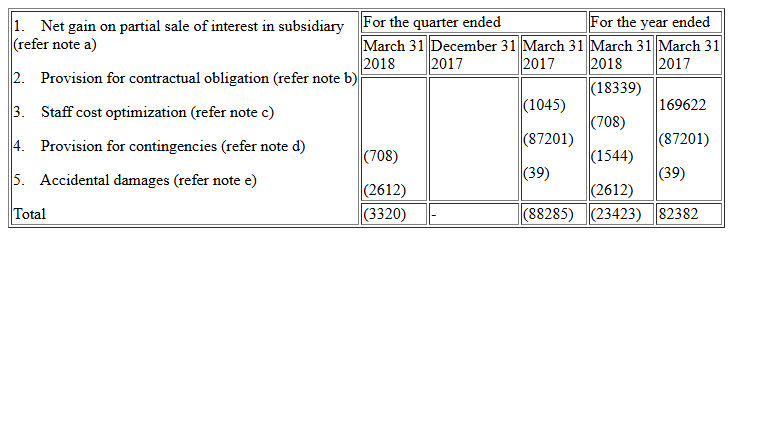 1. Net gain on partial sale of interest in subsidiary
(refer note a)
2. Provision for contractual obligation (refer note b)
3. Staff cost optimization (refer note c)
4. Provision for contingencies (refer note d)
5. Accidental damages (refer note e)
For the quarter ended For the year ended
March 31 2018 December 31 2017 March 31 2017 March 31 2018 March 31 2017
(708)
(2612)
(1045)
(87201)
(39)
(18339)
(708)
(1544)
(2612)
169622
(87201)
(39)
Total (3320) - (88285) (23423) 82382